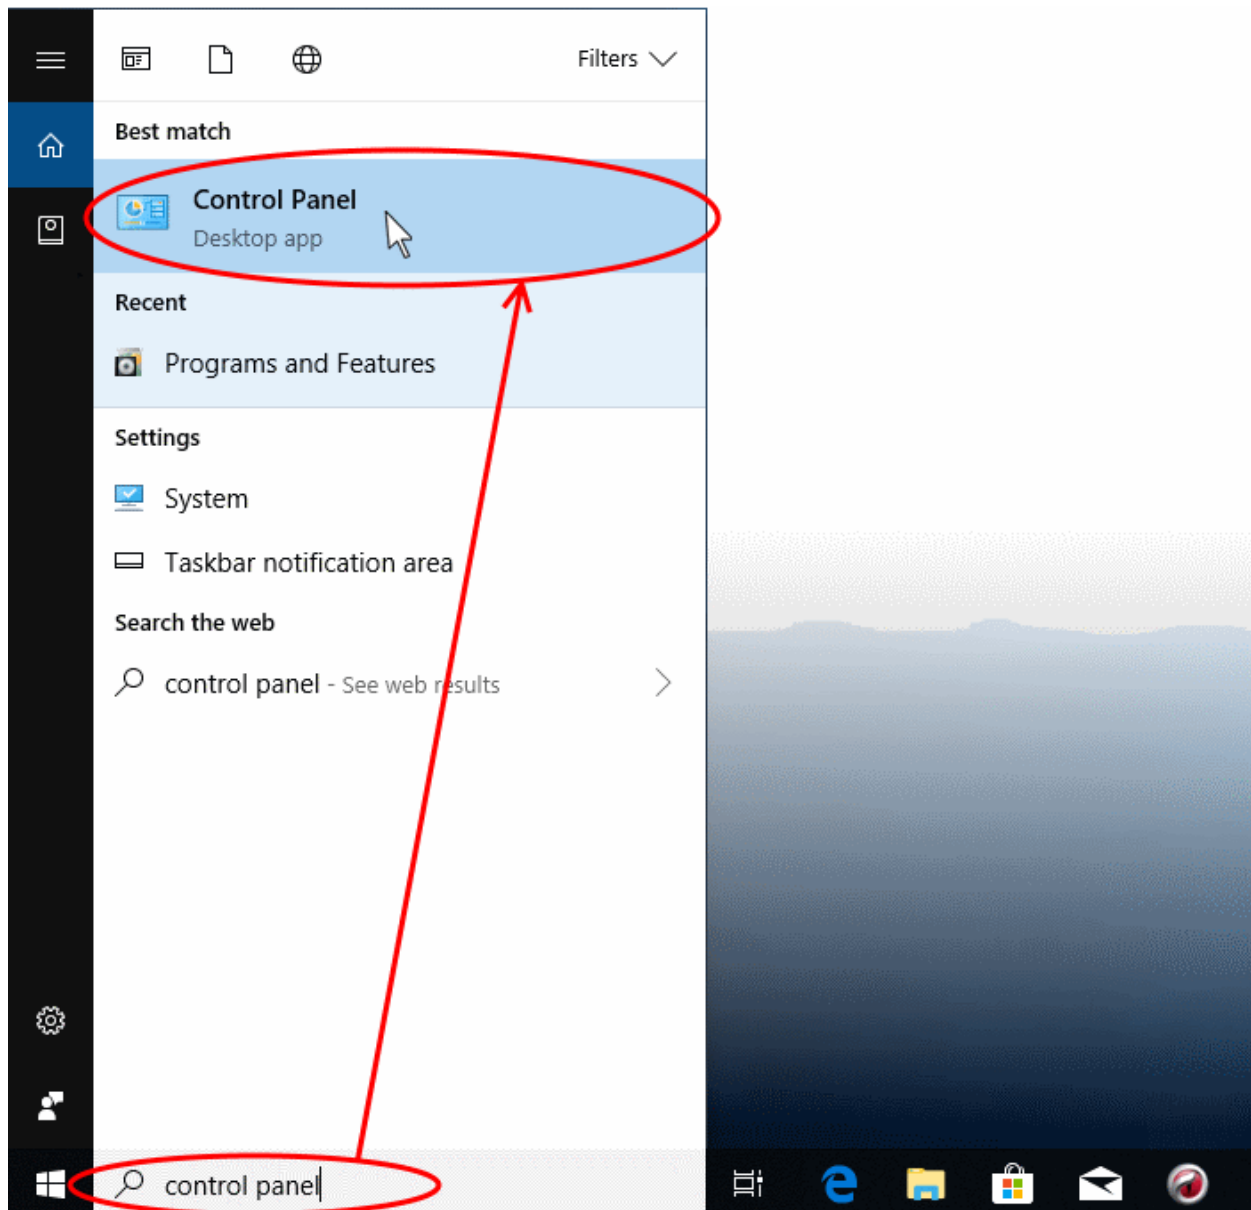 Filters
Best match
Control Panel
Desktop app
Recent
Programs and Features
Settings
System
Taskbar notification area
Search the web
control panel - See web results
control panel